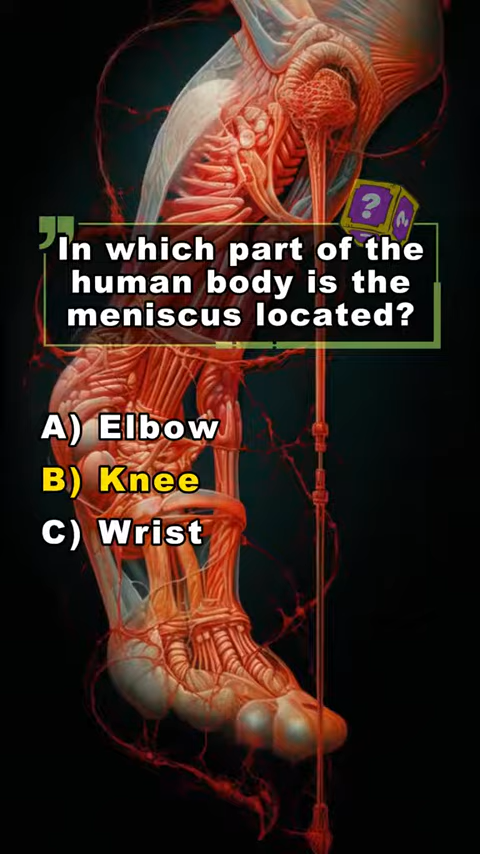 In which part of the
human body is the
meniscus located?
A) Elbow
B) Knee
C) Wrist
? ?